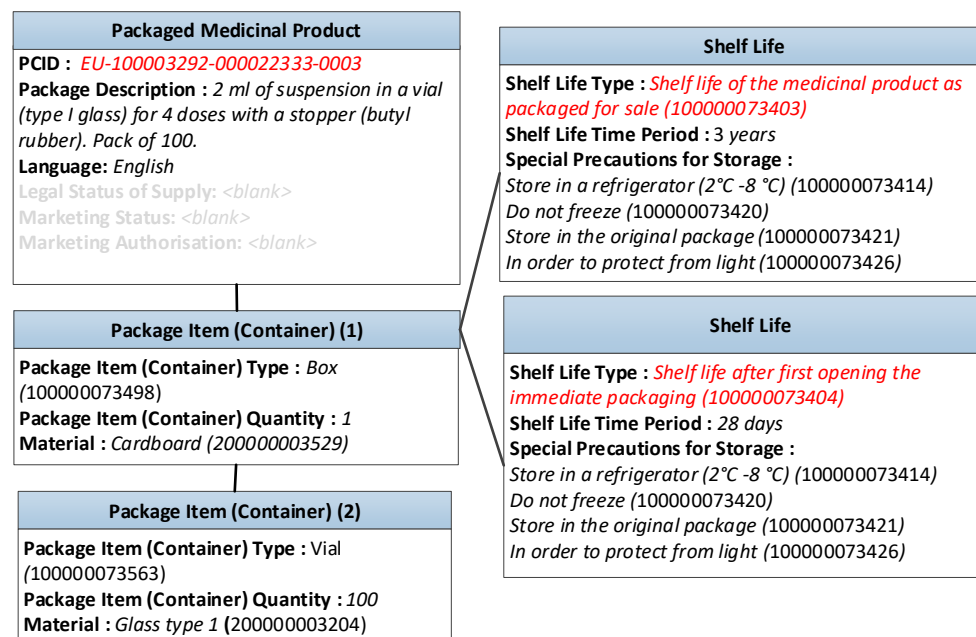 Packaged Medicinal Product
PCID : EU-100003292-000022333-0003
Package Description : 2 ml of suspension in a vial
(type I glass) for 4 doses with a stopper (butyl
rubber). Pack of 100.
Language: English
Legal Status of Supply: <blank>
Marketing Status: <blank>
Marketing Authorisation: <blank>
Package Item (Container) (1)
Package Item (Container) Type : Box
(100000073498)
Package Item (Container) Quantity : 1
Material : Cardboard (200000003529)
Package Item (Container) (2)
Package Item (Container) Type : Vial
(100000073563)
Package Item (Container) Quantity : 100
Material : Glass type 1 (200000003204)
Shelf Life
Shelf Life Type : Shelf life of the medicinal product as
packaged for sale (100000073403)
Shelf Life Time Period : 3 years
Special Precautions for Storage :
Store in a refrigerator (2°C -8 °C) (100000073414)
Do not freeze (100000073420)
Store in the original package (100000073421)
In order to protect from light (100000073426)
Shelf Life
Shelf Life Type : Shelf life after first opening the
immediate packaging (100000073404)
Shelf Life Time Period : 28 days
Special Precautions for Storage :
Store in a refrigerator (2°C -8 °C) (100000073414)
Do not freeze (100000073420)
Store in the original package (100000073421)
In order to protect from light (100000073426)